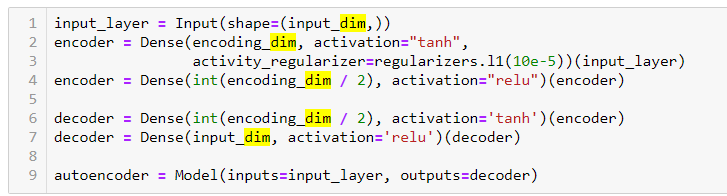 1 input_layer = Input(shape=(input_dim,))
2 encoder = Dense(encoding_dim, activation="tanh",
3                 activity_regularizer=regularizers.l1(10e-5))(input_layer)
4 encoder = Dense(int(encoding_dim / 2), activation="relu")(encoder)
5
6 decoder = Dense(int(encoding_dim / 2), activation='tanh')(encoder)
7 decoder = Dense(input_dim, activation='relu')(decoder)
8
9 autoencoder = Model(inputs=input_layer, outputs=decoder)